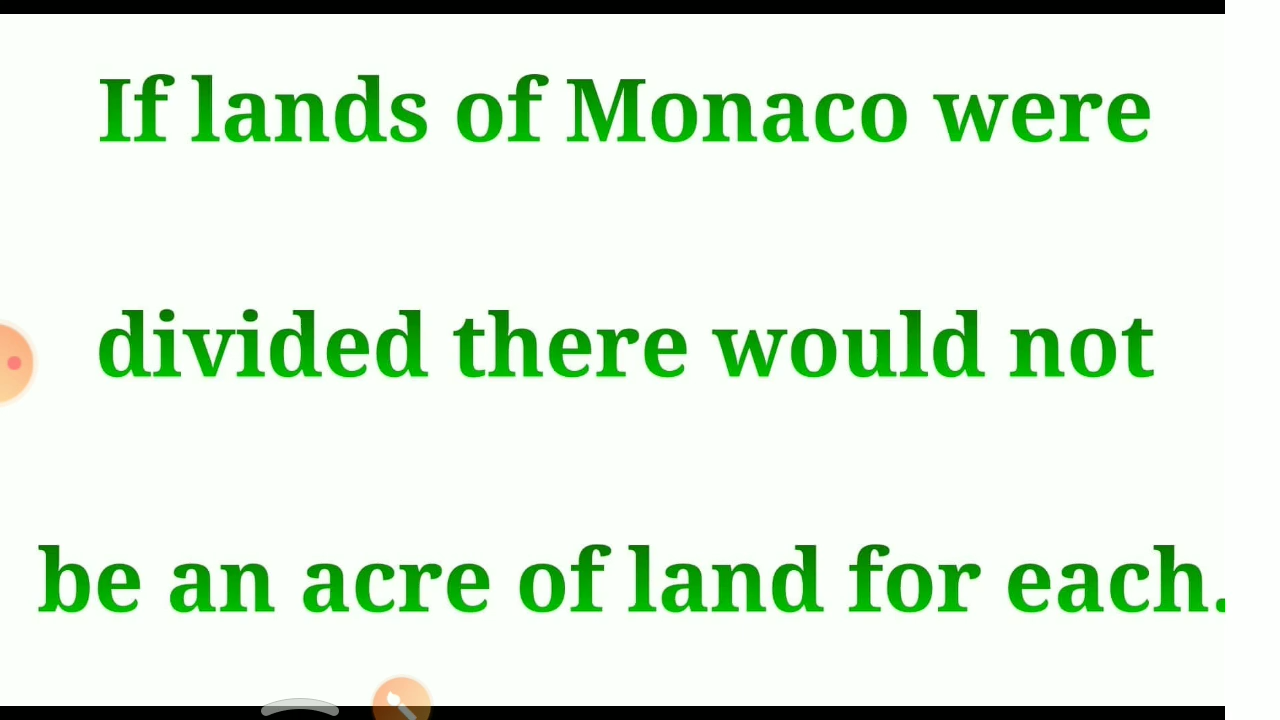 If lands of Monaco were
divided there would not
be an acre of land for each.